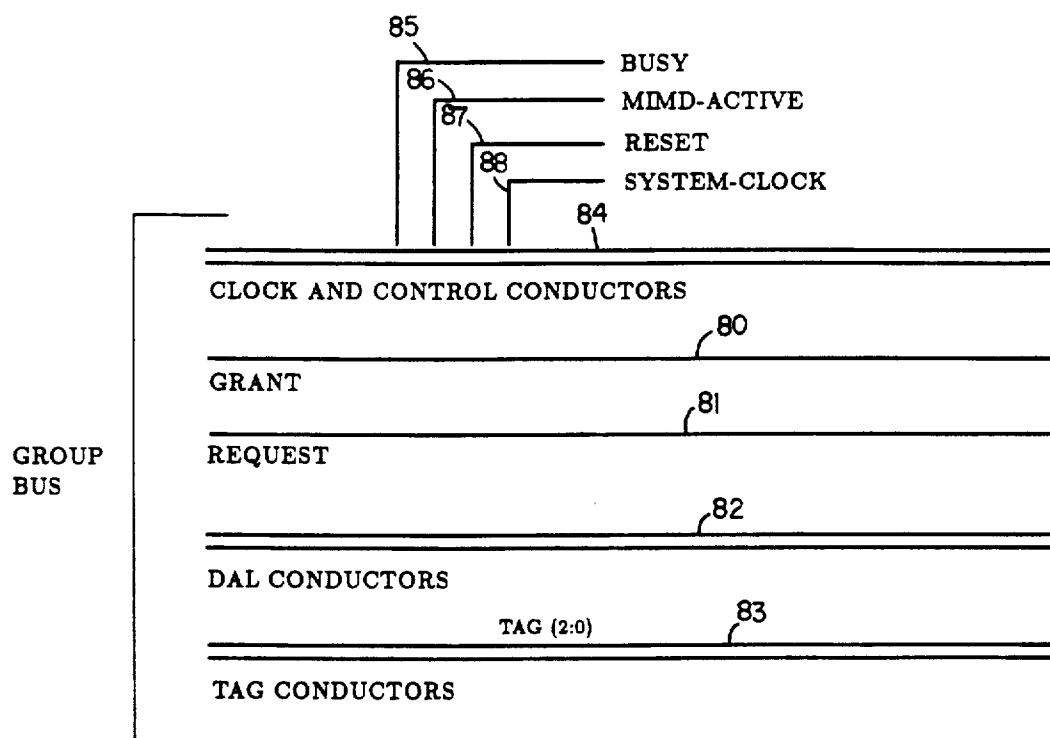 85
BUSY
86
MIMD-ACTIVE
87
RESET
88
SYSTEM-CLOCK
84
CLOCK AND CONTROL CONDUCTORS
80
GRANT
81
GROUP
BUS
REQUEST
82
DAL CONDUCTORS
TAG (2:0)
83
TAG CONDUCTORS